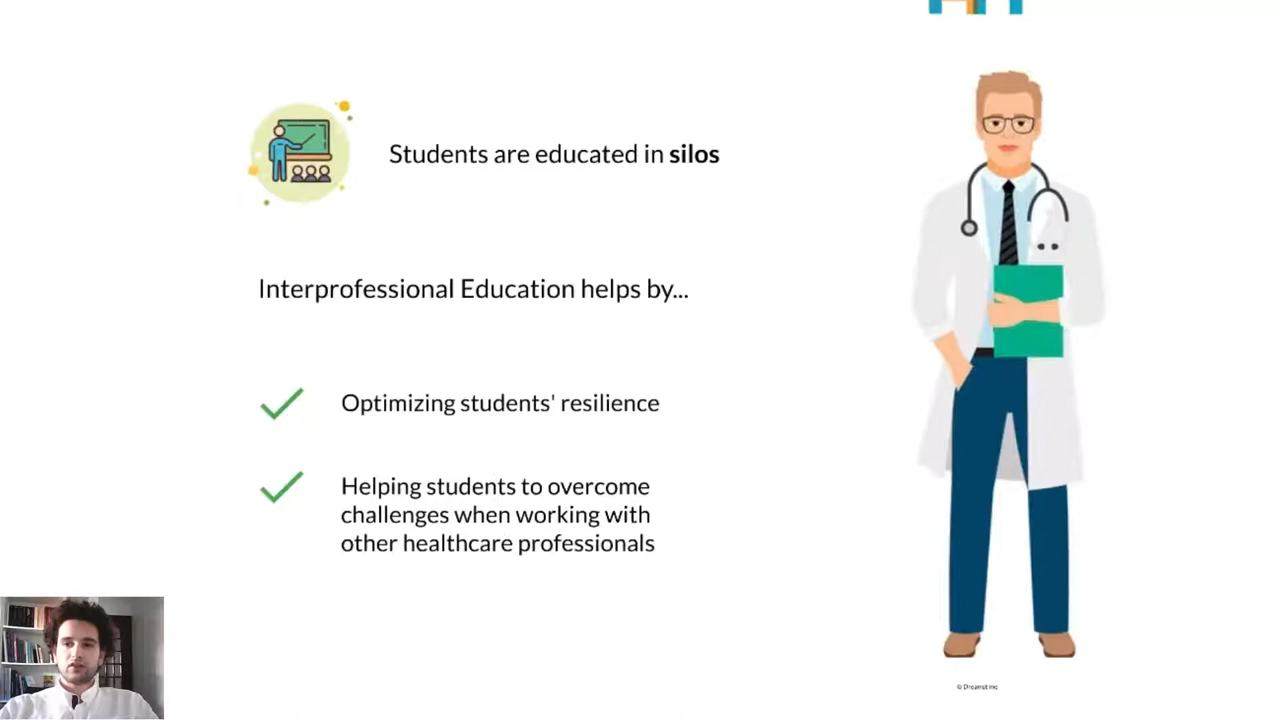 Students are educated in silos
Interprofessional Education helps by...
Optimizing students' resilience
Helping students to overcome
challenges when working with
other healthcare professionals
© Dreamstime